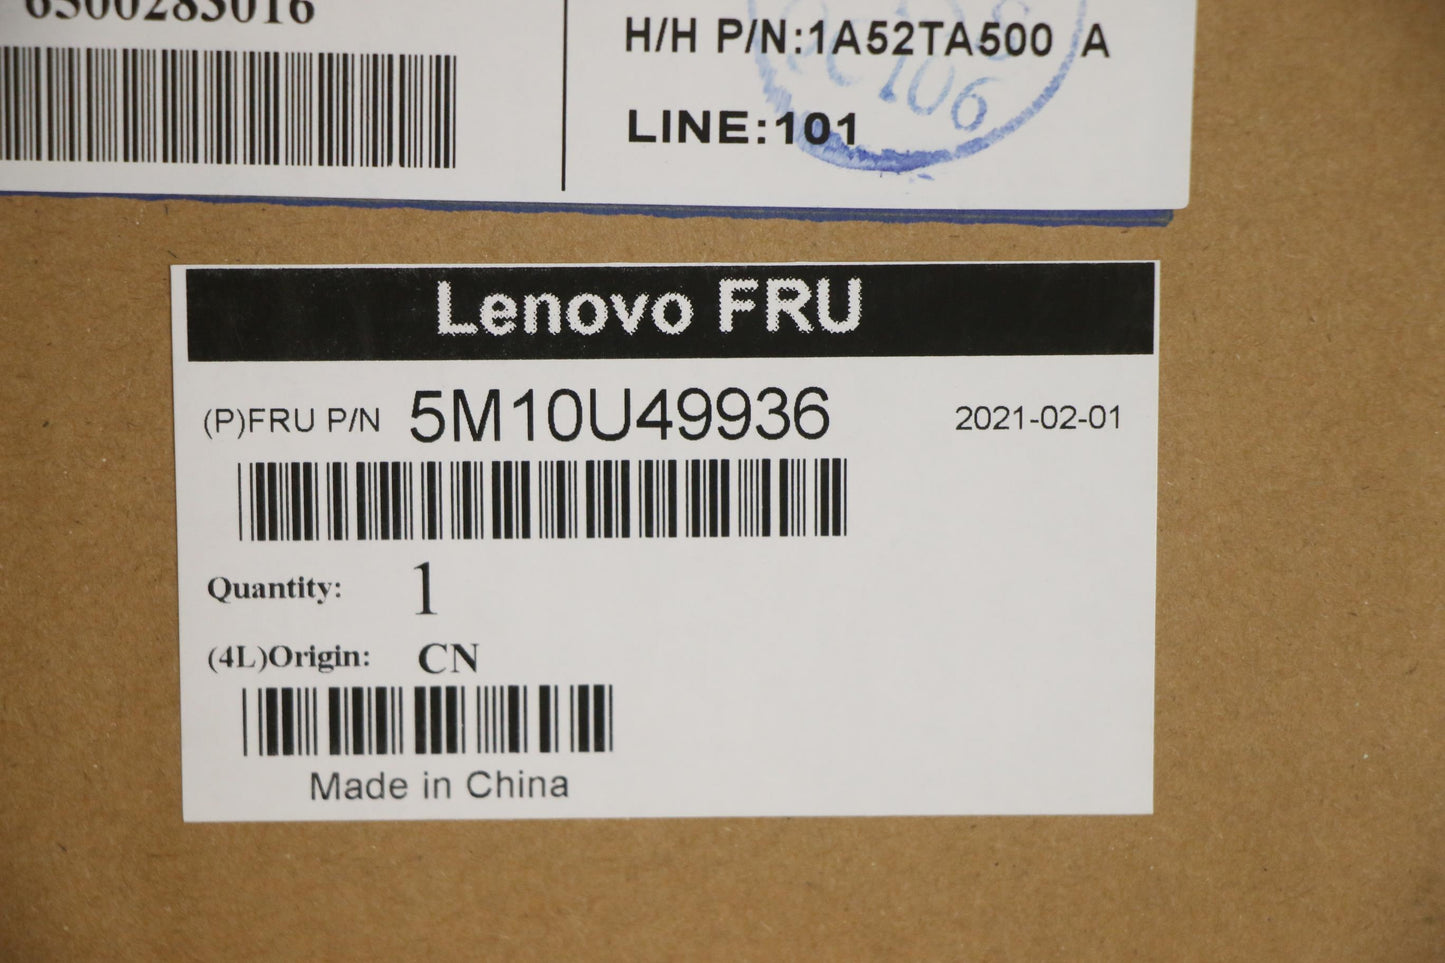 6500283016
H/H P/N:1A52TA500 A
LINE:101
Lenovo FRU
(P)FRU P/N 5M10U49936 2021-02-01
Quantity: 1
(4L)Origin: CN
Made in China